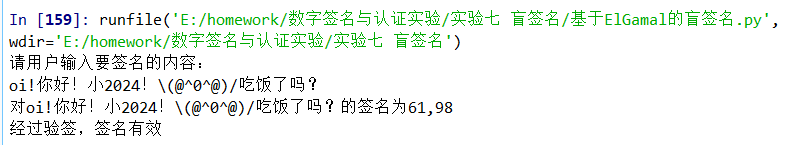 In [159]: runfile('E:/homework/数字签名与认证实验/实验七 盲签名/基于ElGamal的盲签名.py',
wdir='E:/homework/数字签名与认证实验/实验七 盲签名')
请用户输入要签名的内容：
oi!你好！小2024！\(@^0^@)/吃饭了吗？
对oi!你好！小2024！\(@^0^@)/吃饭了吗？的签名为61,98
经过验签，签名有效